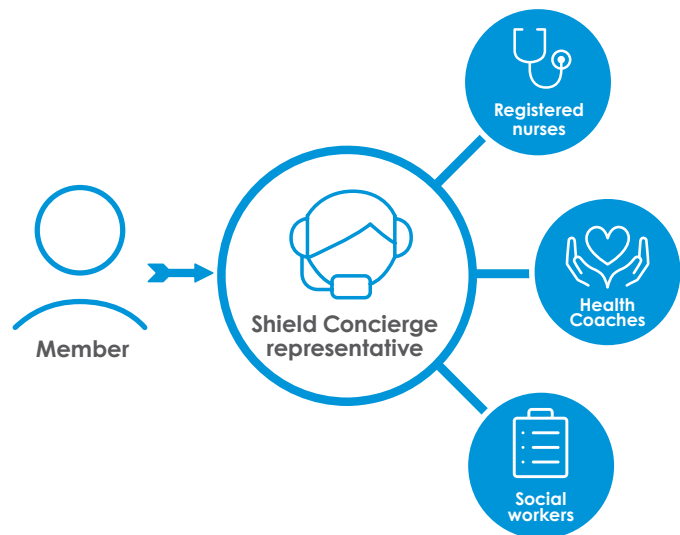 Member
Shield Concierge
representative
Registered
nurses
Health
Coaches
Social
workers